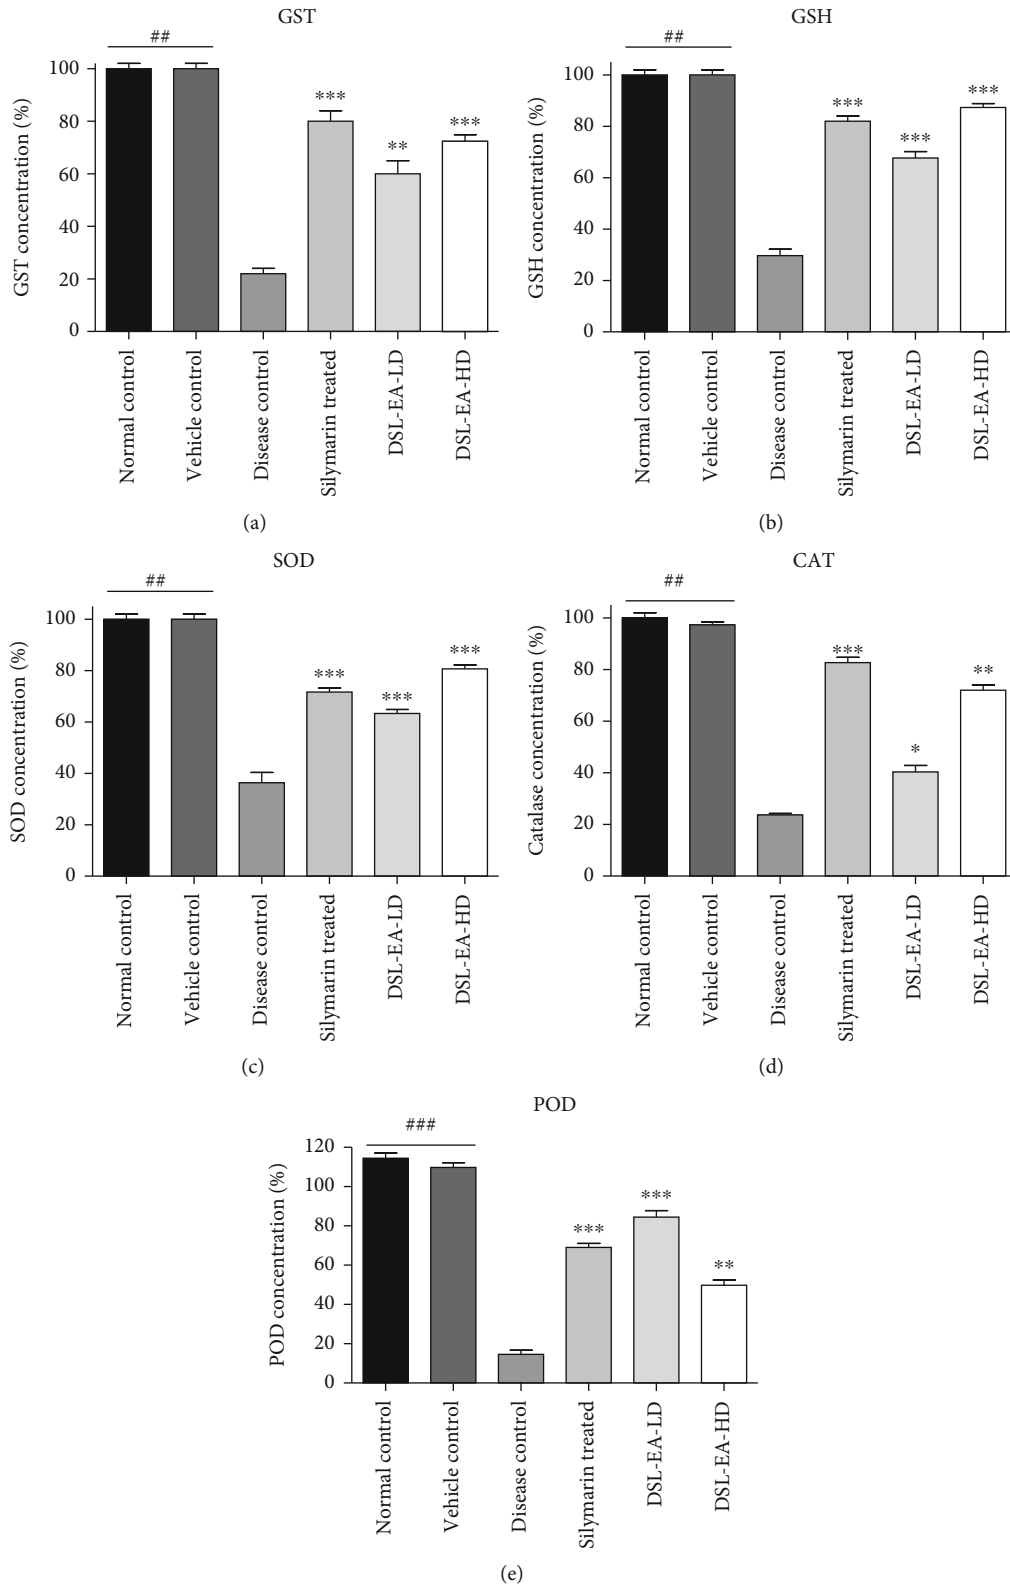 GST
##
100
80
60
40
20
0
GST concentration (%)
***
**
***
Normal control
Vehicle control
Disease control
Silymarin treated
DSL-EA-LD
DSL-EA-HD
(a)
GSH
##
100
80
60
40
20
0
GSH concentration (%)
***
***
***
Normal control
Vehicle control
Disease control
Silymarin treated
DSL-EA-LD
DSL-EA-HD
(b)
SOD
##
100
80
60
40
20
0
SOD concentration (%)
***
***
***
Normal control
Vehicle control
Disease control
Silymarin treated
DSL-EA-LD
DSL-EA-HD
(c)
CAT
##
100
80
60
40
20
0
Catalase concentration (%)
***
*
**
Normal control
Vehicle control
Disease control
Silymarin treated
DSL-EA-LD
DSL-EA-HD
(d)
POD
###
120
100
80
60
40
20
0
POD concentration (%)
***
***
**
Normal control
Vehicle control
Disease control
Silymarin treated
DSL-EA-LD
DSL-EA-HD
(e)